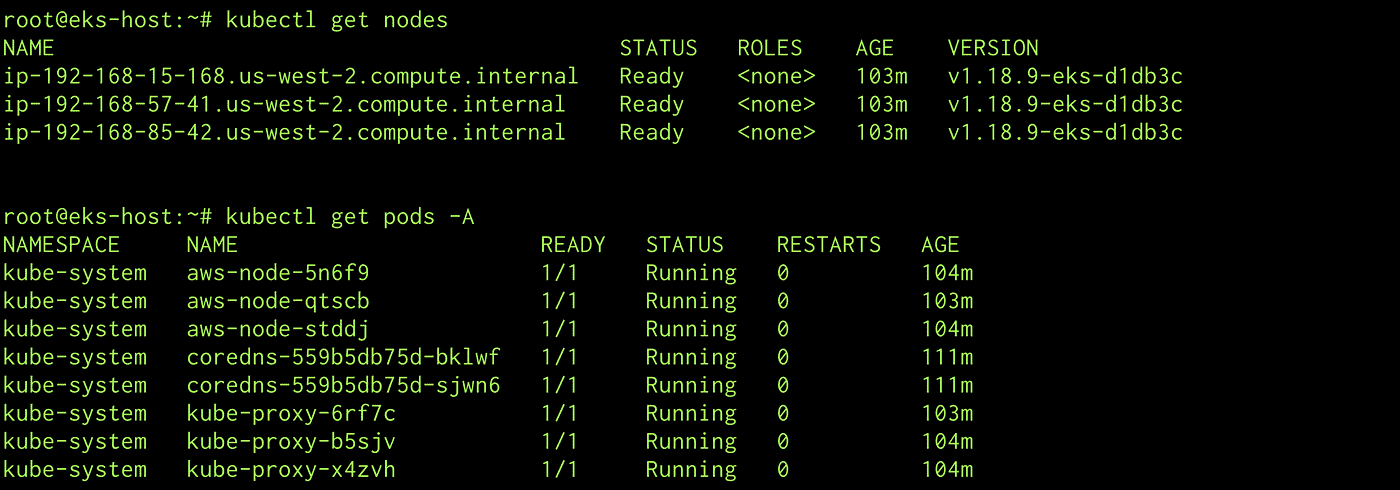 root@eks-host:~# kubectl get nodes
NAME                                           STATUS   ROLES    AGE    VERSION
ip-192-168-15-168.us-west-2.compute.internal   Ready    <none>   103m   v1.18.9-eks-d1db3c
ip-192-168-57-41.us-west-2.compute.internal    Ready    <none>   103m   v1.18.9-eks-d1db3c
ip-192-168-85-42.us-west-2.compute.internal    Ready    <none>   103m   v1.18.9-eks-d1db3c
root@eks-host:~# kubectl get pods -A
NAMESPACE     NAME                       READY   STATUS    RESTARTS   AGE
kube-system   aws-node-5n6f9             1/1     Running   0          104m
kube-system   aws-node-qtscb             1/1     Running   0          103m
kube-system   aws-node-stddj             1/1     Running   0          104m
kube-system   coredns-559b5db75d-bklwf   1/1     Running   0          111m
kube-system   coredns-559b5db75d-sjwn6   1/1     Running   0          111m
kube-system   kube-proxy-6rf7c           1/1     Running   0          103m
kube-system   kube-proxy-b5sjv           1/1     Running   0          104m
kube-system   kube-proxy-x4zvh           1/1     Running   0          104m